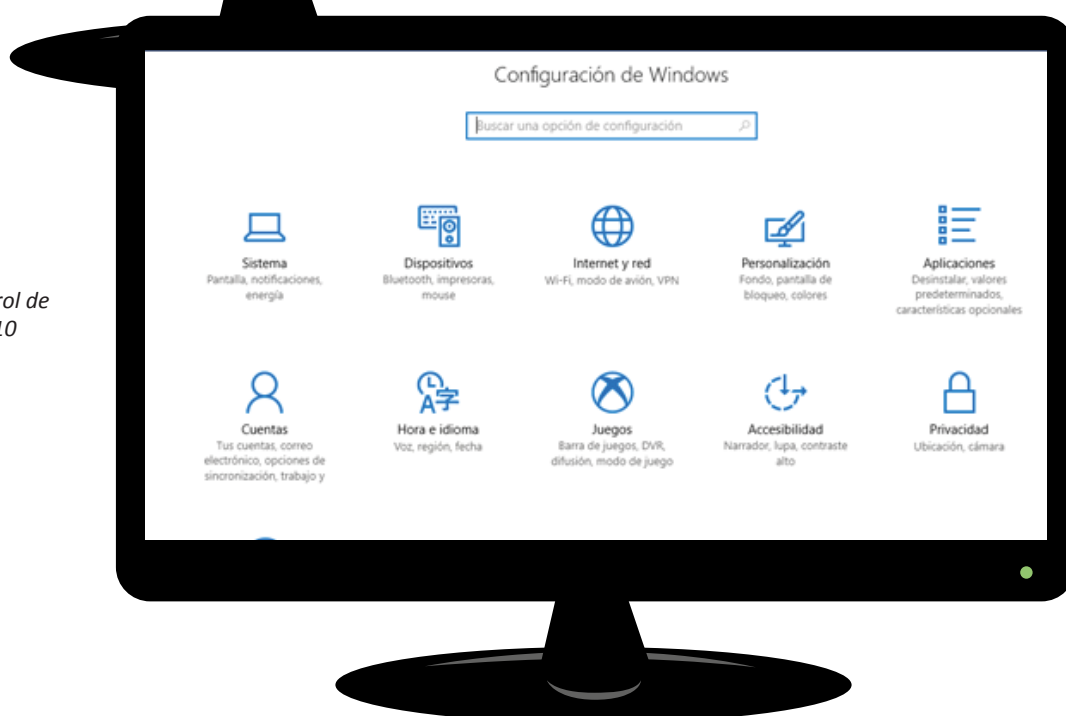 Configuración de Windows
Buscar una opción de configuración
Sistema
Pantalla, notificaciones,
energía
Dispositivos
Bluetooth, impresoras,
mouse
Internet y red
Wi-Fi, modo de avión, VPN
Personalización
Fondo, pantalla de
bloqueo, colores
Aplicaciones
Desinstalar, valores
predeterminados,
características opcionales
rol de
10
Cuentas
Tus cuentas, correo
electrónico, opciones de
sincronización, trabajo y
Hora e idioma
Voz, región, fecha
Juegos
Barra de juegos, DVR,
difusión, modo de juego
Accesibilidad
Narrador, lupa, contraste
alto
Privacidad
Ubicación, cámara